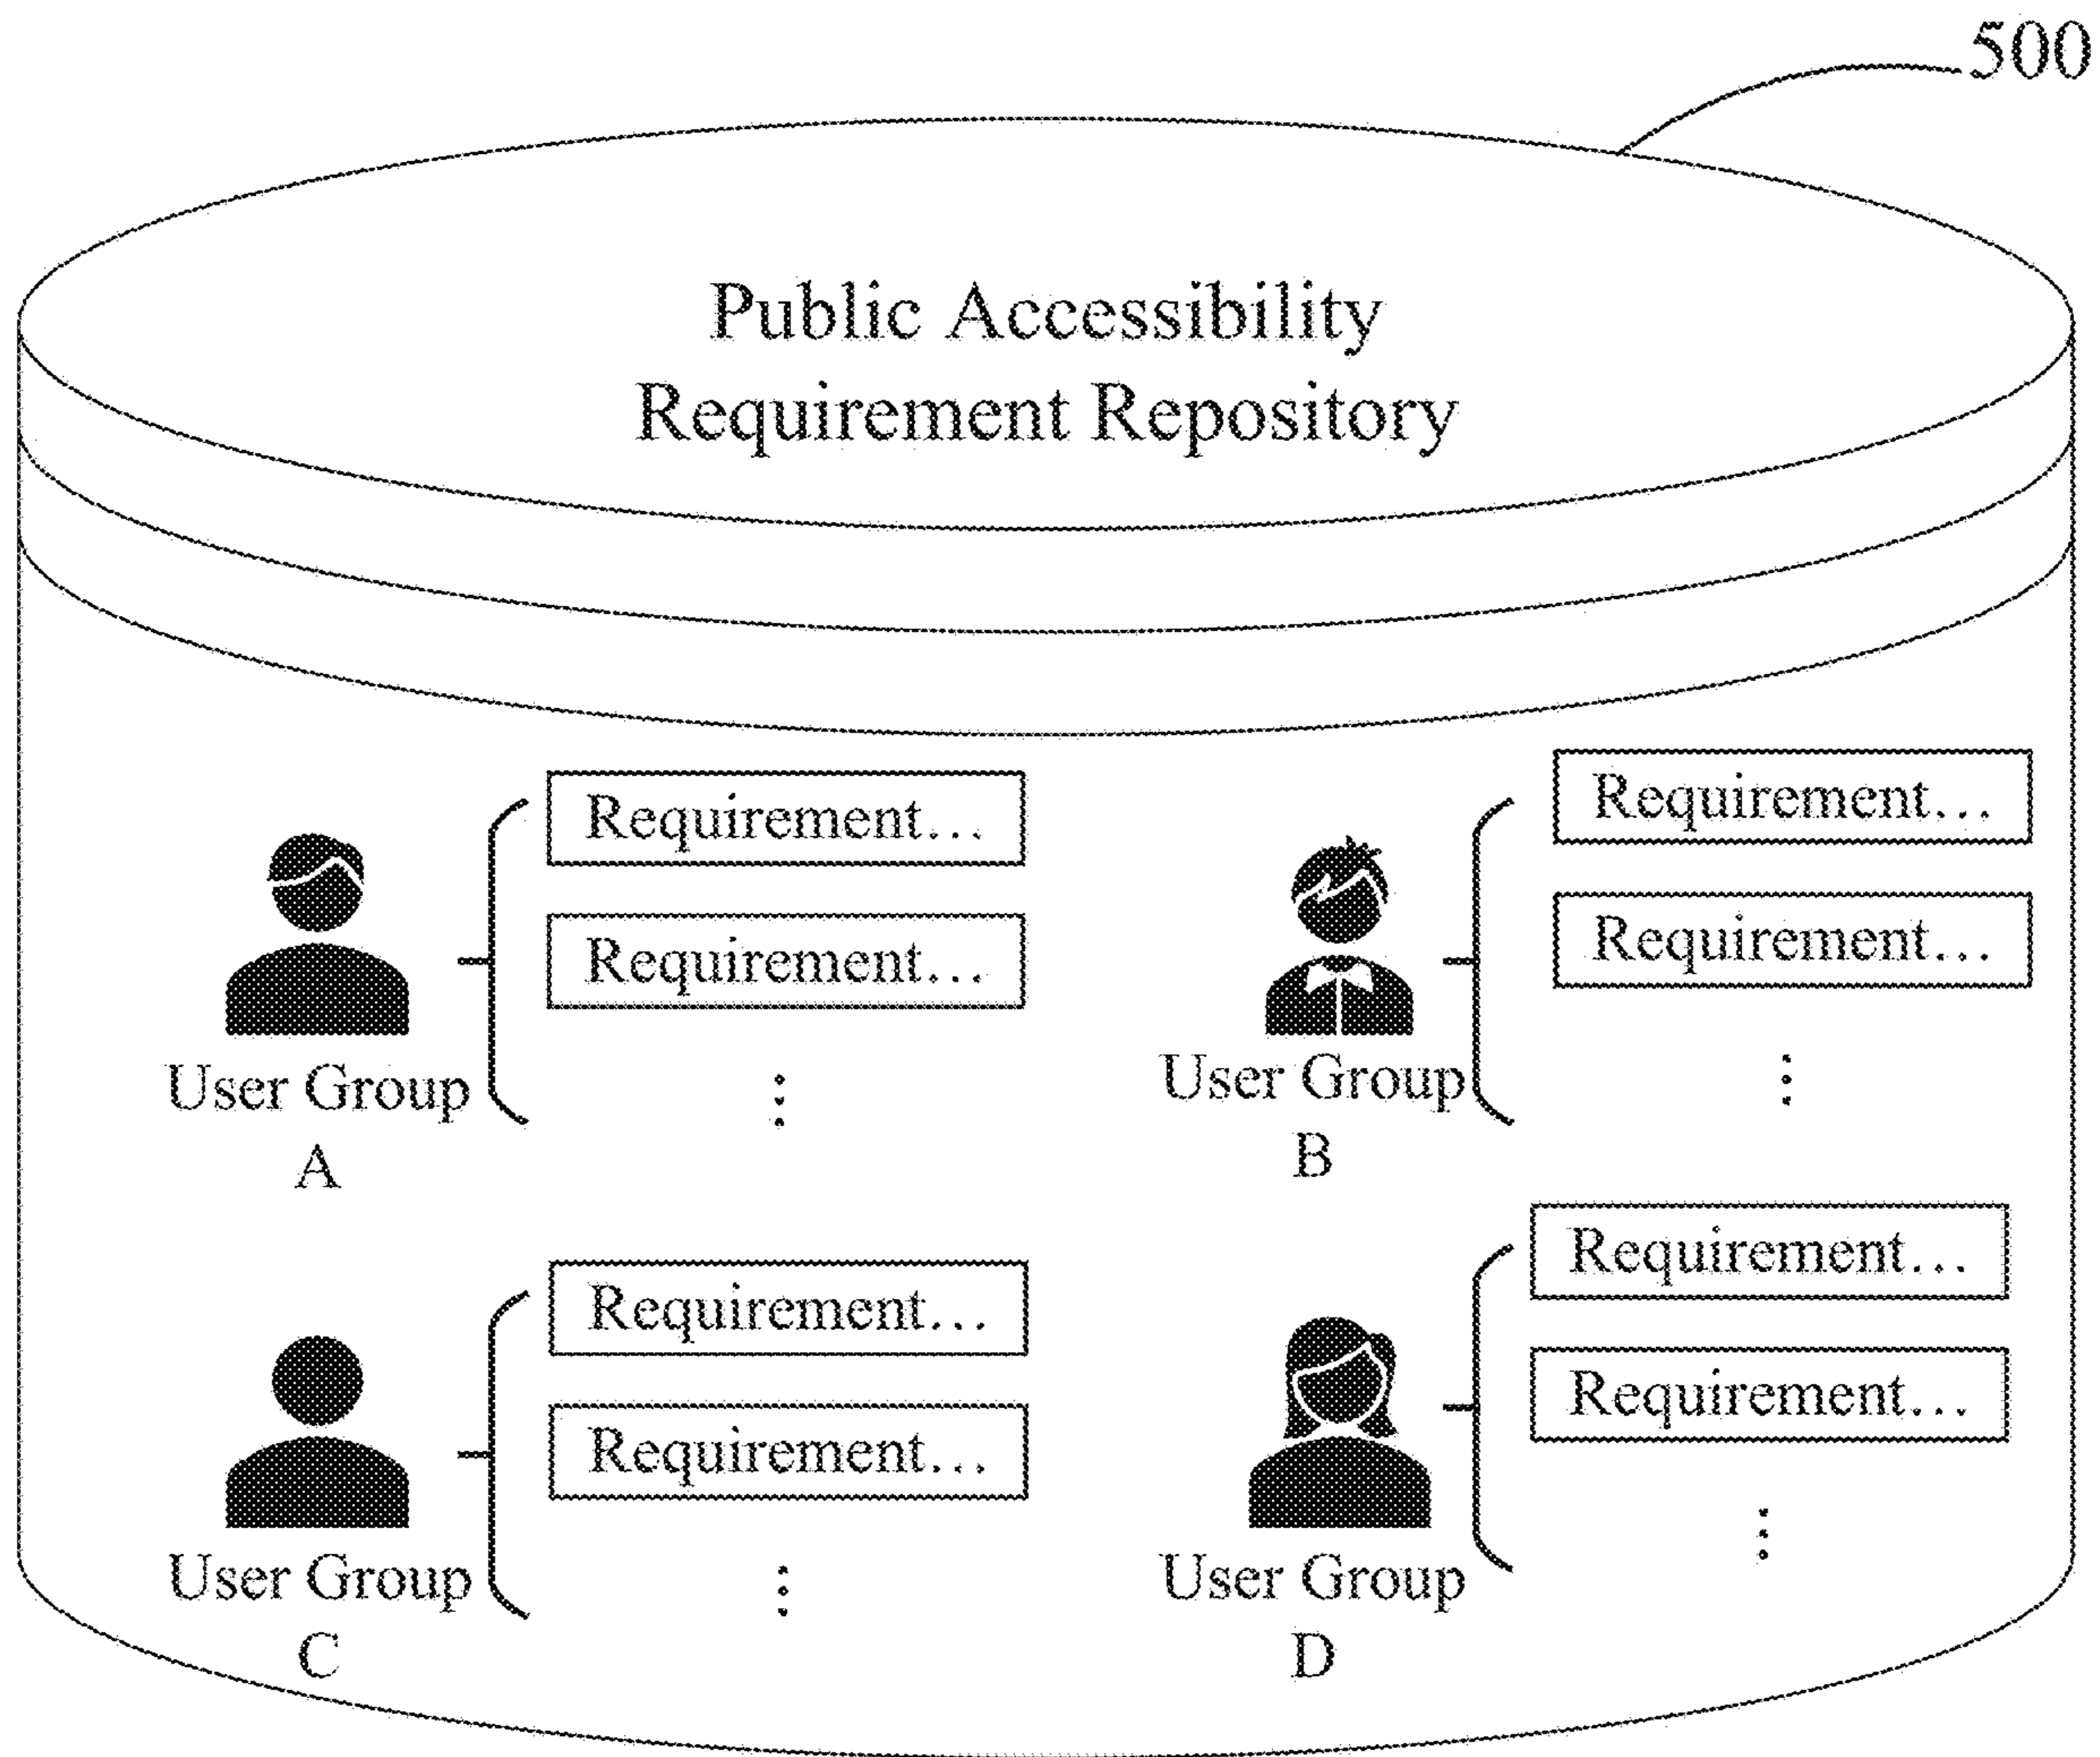 500
Public Accessibility
Requirement Repository
Requirement...
Requirement...
⋮
User Group
A
Requirement...
Requirement...
⋮
User Group
B
Requirement...
Requirement...
⋮
User Group
C
Requirement...
Requirement...
⋮
User Group
D